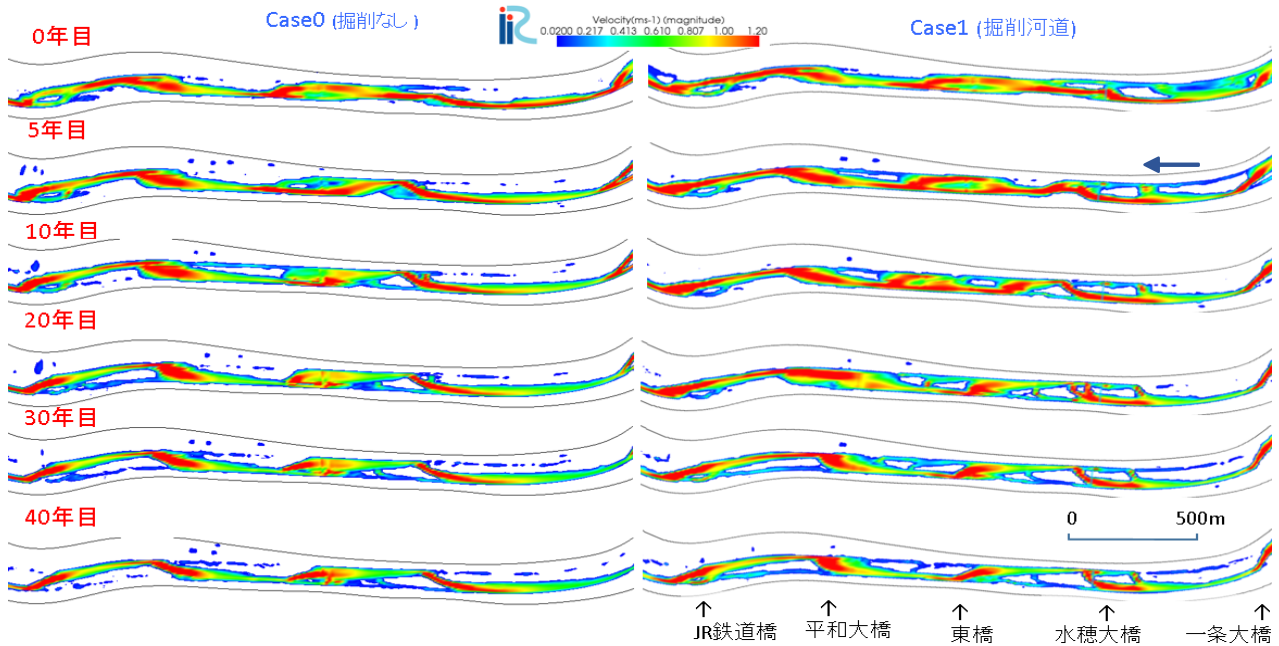 Case0 (掘削なし)
iRiC
Velocity(ms-1) (magnitude)
0.0200 0.217 0.413 0.610 0.807 1.00 1.20
Case1 (掘削河道)
0年目
5年目
10年目
20年目
30年目
40年目
0 500m
JR鉄道橋 平和大橋 東橋 水穂大橋 一条大橋